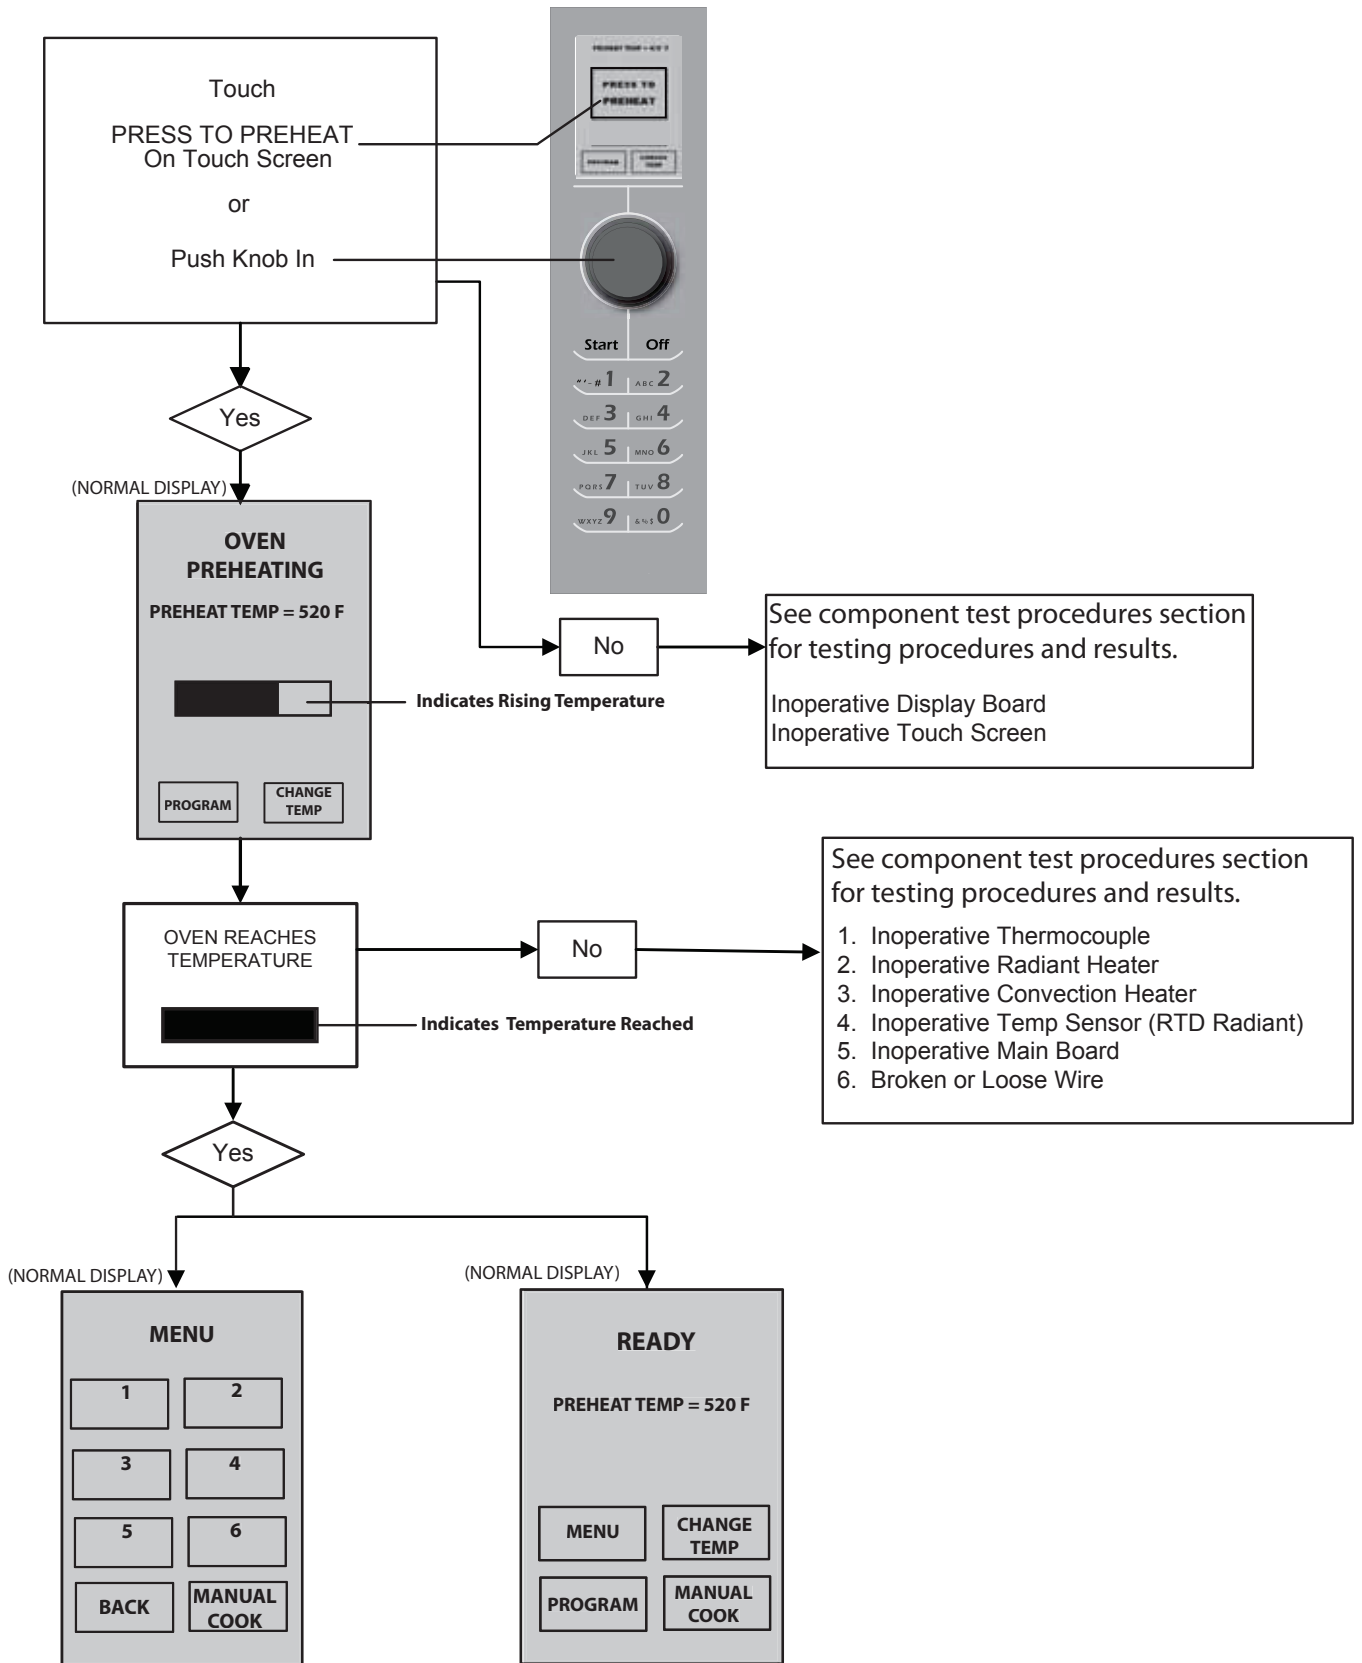 PREHEAT TEMP = 
PRESS TO
PREHEAT
PROGRAM
Touch
PRESS TO PREHEAT
On Touch Screen
or
Push Knob In
Start Off
"'-# 1 ABC 2
DEF 3 GHI 4
JKL 5 MNO 6
PQRS 7 TUV 8
WXYZ 9 &%$ 0
Yes
(NORMAL DISPLAY)
OVEN
PREHEATING
PREHEAT TEMP = 520 F
Indicates Rising Temperature
PROGRAM
CHANGE
TEMP
No
See component test procedures section
for testing procedures and results.
Inoperative Display Board
Inoperative Touch Screen
OVEN REACHES
TEMPERATURE
Indicates Temperature Reached
No
See component test procedures section
for testing procedures and results.
1. Inoperative Thermocouple
2. Inoperative Radiant Heater
3. Inoperative Convection Heater
4. Inoperative Temp Sensor (RTD Radiant)
5. Inoperative Main Board
6. Broken or Loose Wire
Yes
(NORMAL DISPLAY)
MENU
1 2
3 4
5 6
BACK
MANUAL
COOK
(NORMAL DISPLAY)
READY
PREHEAT TEMP = 520 F
MENU
CHANGE
TEMP
PROGRAM
MANUAL
COOK